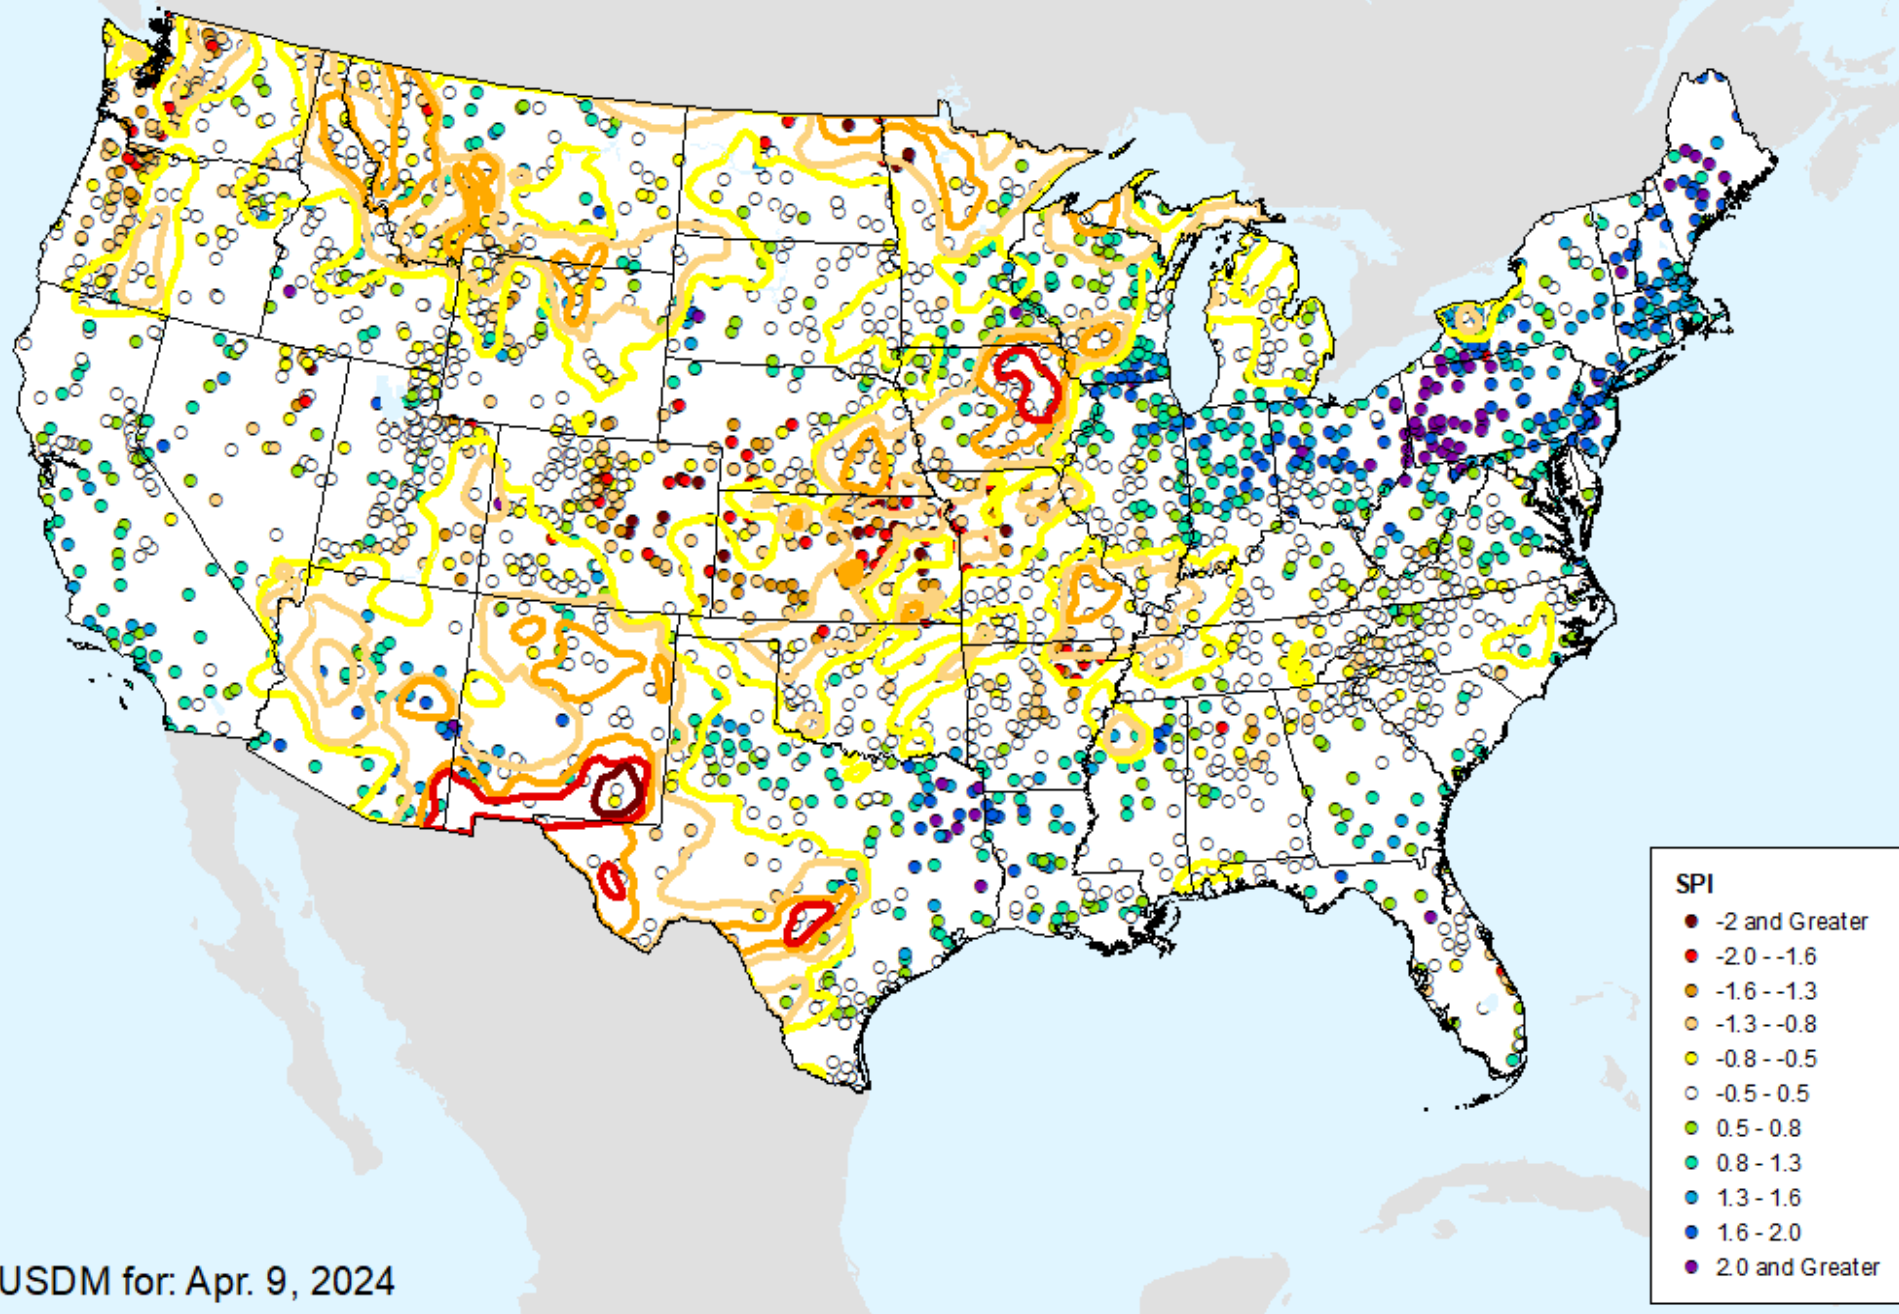 SPI
-2 and Greater
-2.0 - -1.6
-1.6 - -1.3
-1.3 - -0.8
-0.8 - -0.5
-0.5 - 0.5
0.5 - 0.8
0.8 - 1.3
1.3 - 1.6
1.6 - 2.0
2.0 and Greater
USDM for: Apr. 9, 2024